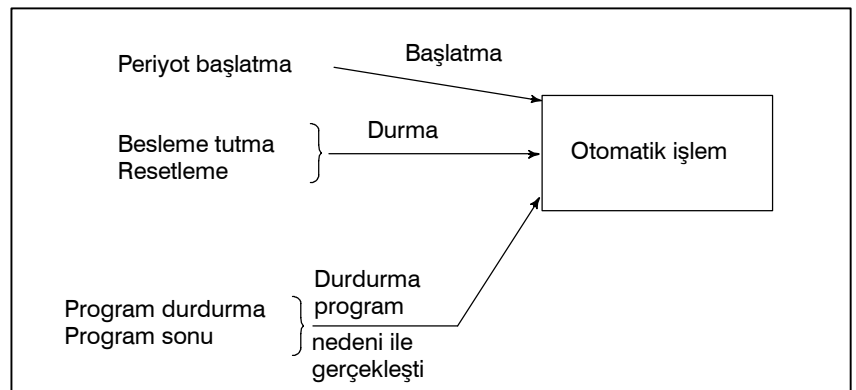 Periyot başlatma
Başlatma
Besleme tutma
Resetleme
Durma
Otomatik işlem
Program durdurma
Program sonu
Durdurma
program
nedeni ile
gerçekleşti